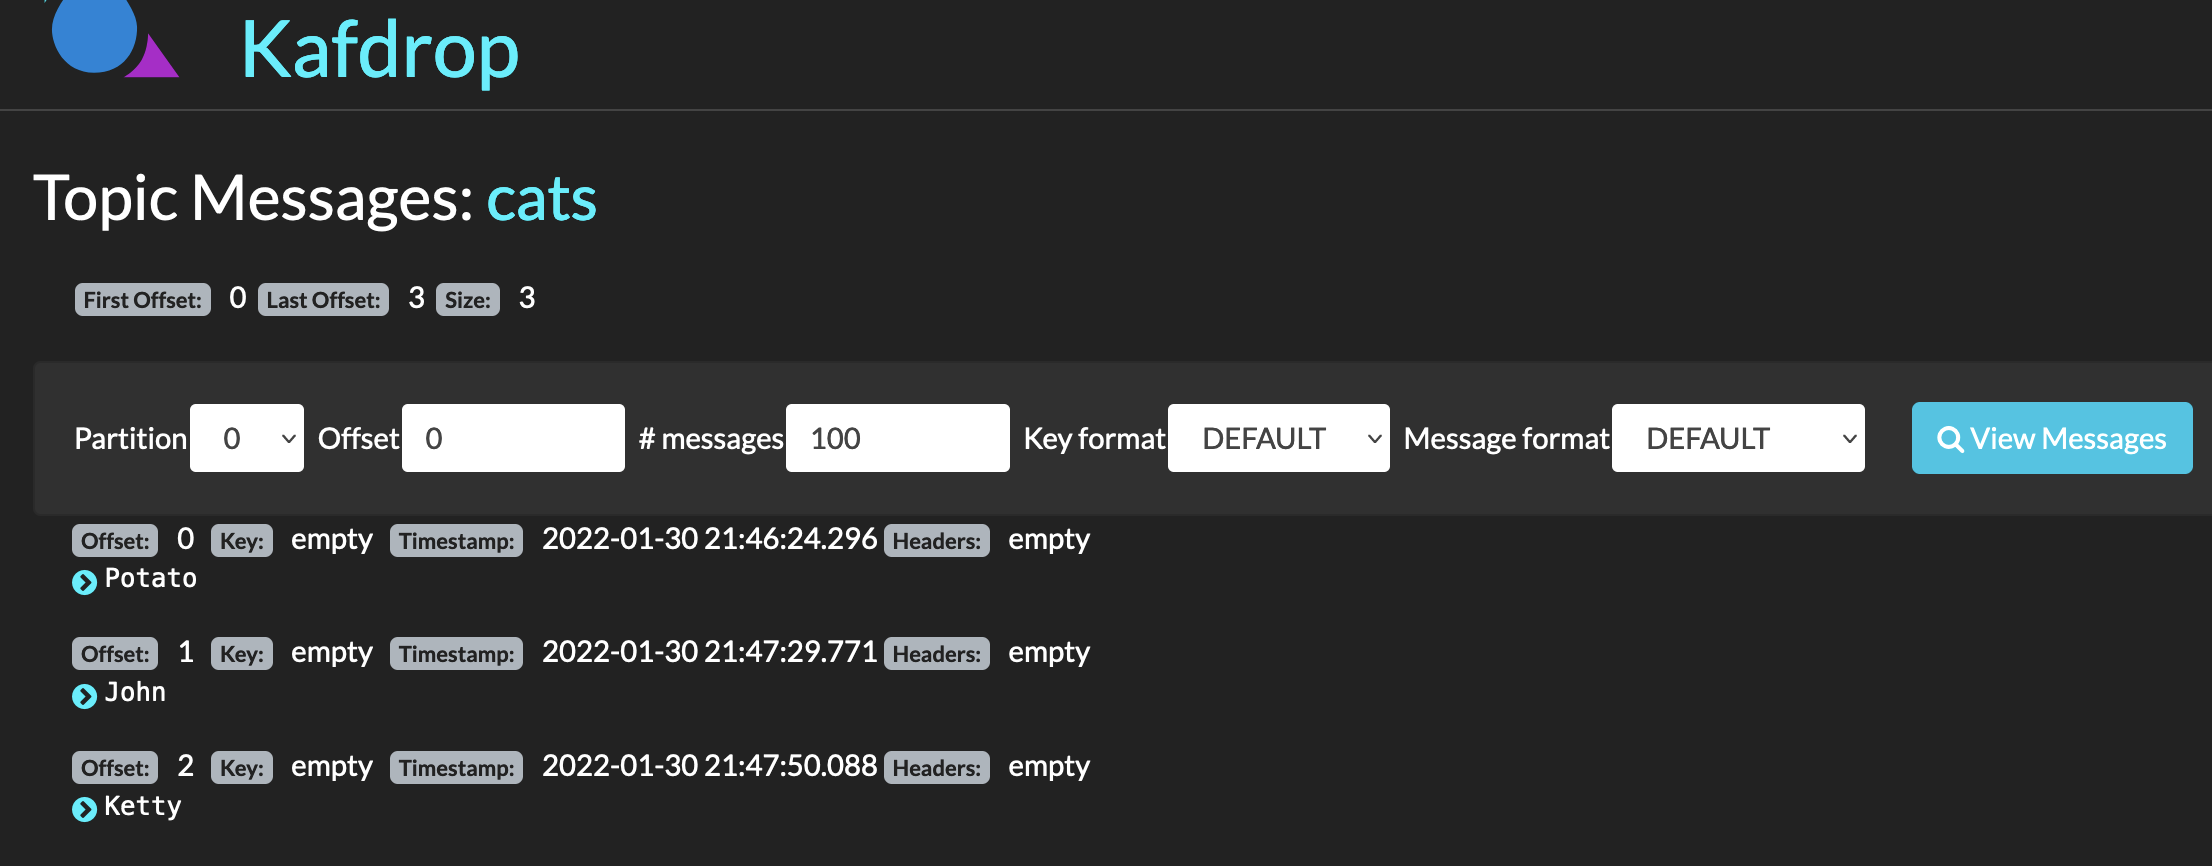 Kafdrop
Topic Messages: cats
First Offset: 0 Last Offset: 3 Size: 3
Partition 0 Offset 0 # messages 100 Key format DEFAULT Message format DEFAULT View Messages
Offset: 0 Key: empty Timestamp: 2022-01-30 21:46:24.296 Headers: empty
Potato
Offset: 1 Key: empty Timestamp: 2022-01-30 21:47:29.771 Headers: empty
John
Offset: 2 Key: empty Timestamp: 2022-01-30 21:47:50.088 Headers: empty
Ketty